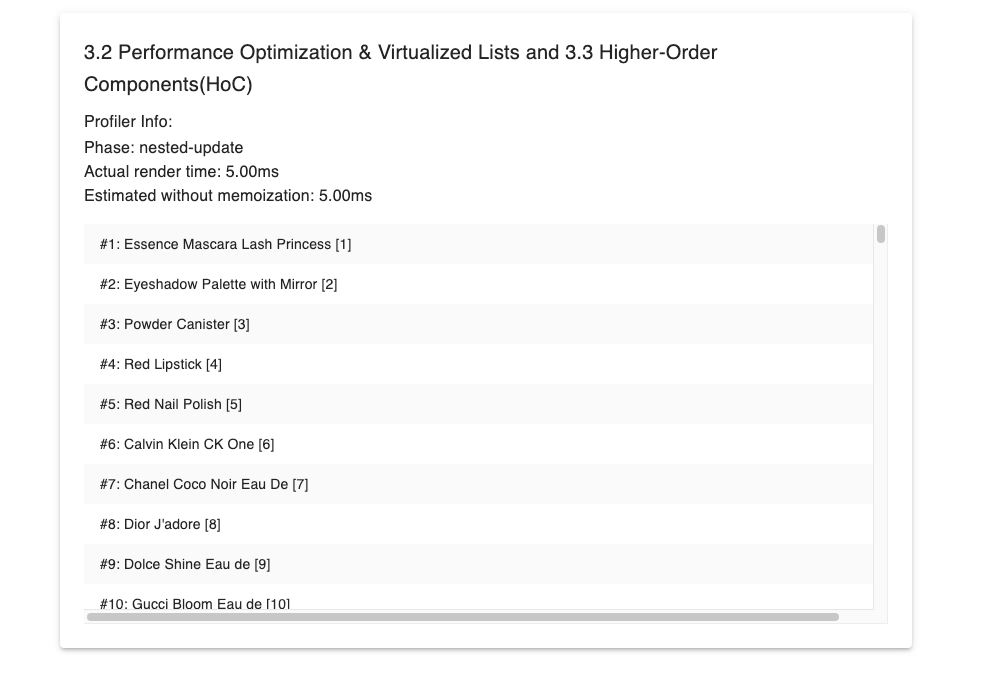 3.2 Performance Optimization & Virtualized Lists and 3.3 Higher-Order
Components(HoC)
Profiler Info:
Phase: nested-update
Actual render time: 5.00ms
Estimated without memoization: 5.00ms
#1: Essence Mascara Lash Princess [1]
#2: Eyeshadow Palette with Mirror [2]
#3: Powder Canister [3]
#4: Red Lipstick [4]
#5: Red Nail Polish [5]
#6: Calvin Klein CK One [6]
#7: Chanel Coco Noir Eau De [7]
#8: Dior J'adore [8]
#9: Dolce Shine Eau de [9]
#10: Gucci Bloom Eau de [10]